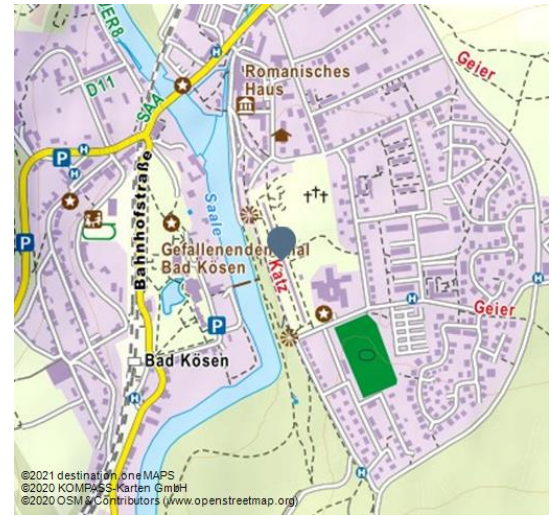 DER8
D11
SAA
Romanisches
Haus
Geier
P
H
Bahnhofstraße
Saale
P
Gefallenendenkmal
Bad Kösen
Katz
H
Geier
P
Bad Kösen
H
©2021 destination.one MAPS
©2020 KOMPASS-Karten GmbH
©2020 OSM & Contributors (www.openstreetmap.org)